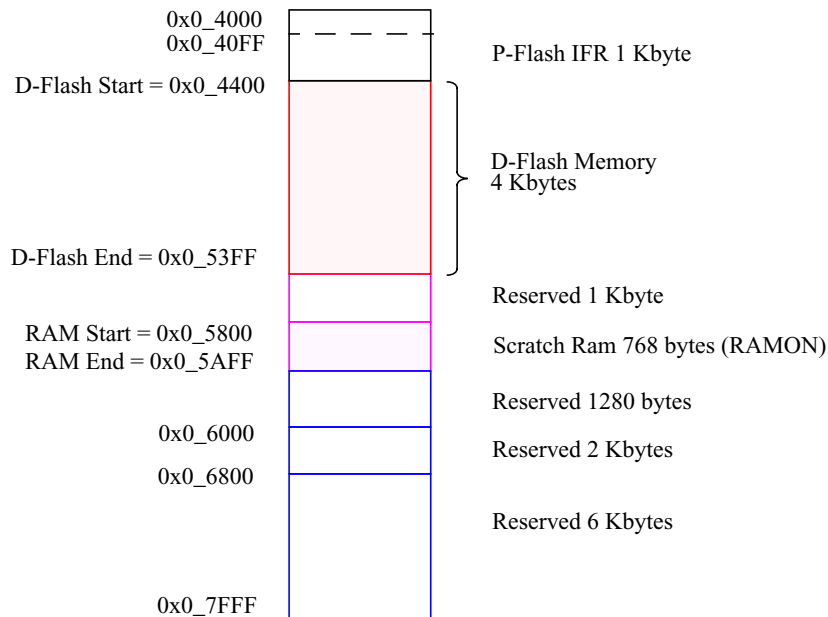 0x0_4000
0x0_40FF
P-Flash IFR 1 Kbyte
D-Flash Start = 0x0_4400
D-Flash Memory
4 Kbytes
D-Flash End = 0x0_53FF
Reserved 1 Kbyte
RAM Start = 0x0_5800
Scratch Ram 768 bytes (RAMON)
RAM End = 0x0_5AFF
Reserved 1280 bytes
0x0_6000
Reserved 2 Kbytes
0x0_6800
Reserved 6 Kbytes
0x0_7FFF